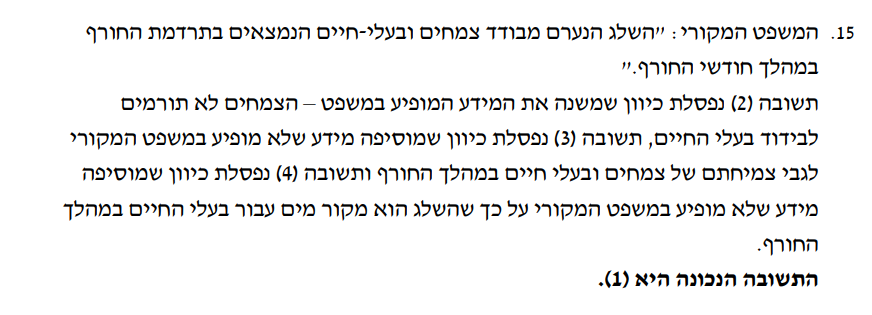 15. המשפט המקורי: "השלג הנערם מבודד צמחים ובעלי-חיים הנמצאים בתרדמת החורף
במהלך חודשי החורף."
תשובה (2) נפסלת כיוון שמשנה את המידע המופיע במשפט – הצמחים לא תורמים
לבידוד בעלי החיים, תשובה (3) נפסלת כיוון שמוסיפה מידע שלא מופיע במשפט המקורי
לגבי צמיחתם של צמחים ובעלי חיים במהלך החורף ותשובה (4) נפסלת כיוון שמוסיפה
מידע שלא מופיע במשפט המקורי על כך שהשלג הוא מקור מים עבור בעלי החיים במהלך
החורף.
התשובה הנכונה היא (1).